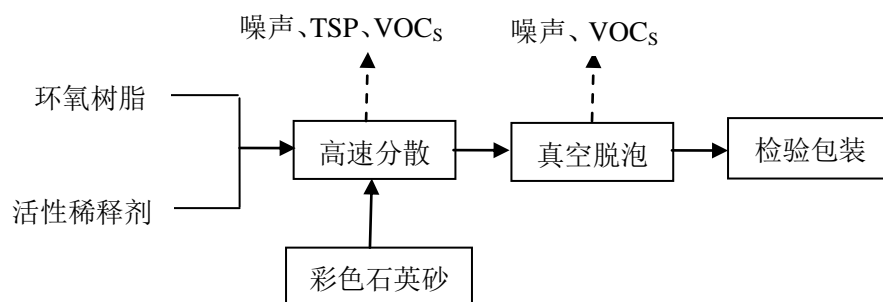 噪声、TSP、VOCS
噪声、VOCS
环氧树脂
高速分散
真空脱泡
检验包装
活性稀释剂
彩色石英砂